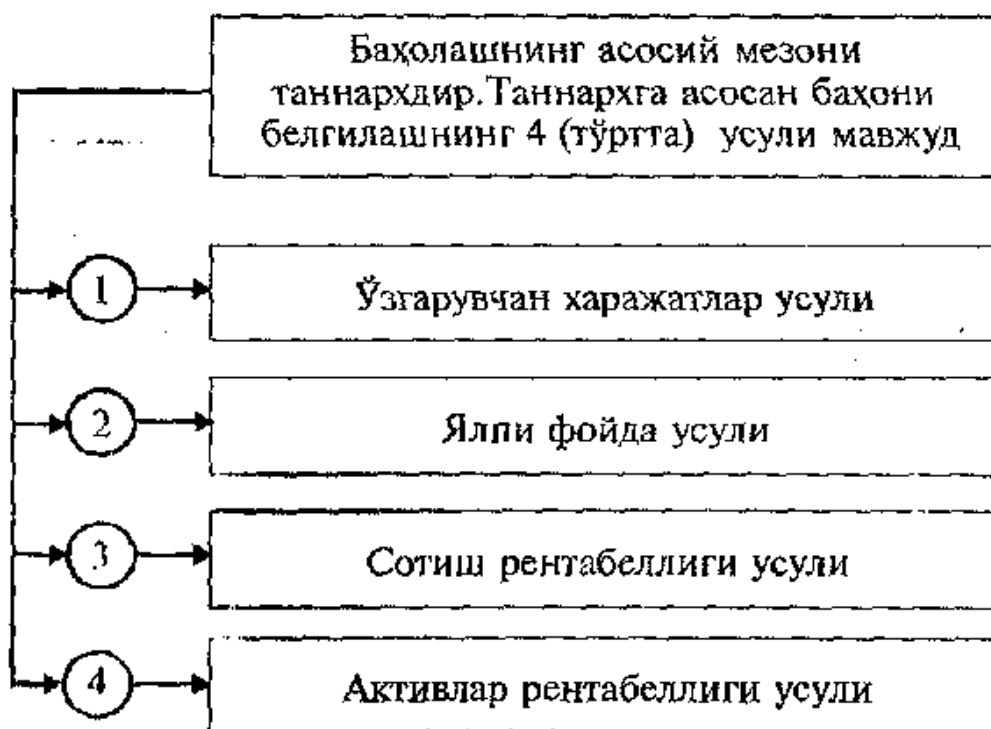 Баҳолашнинг асосий мезони
таннархдир.Таннархга асосан баҳони
белгилашнинг 4 (тўртта) усули мавжуд
1
Ўзгарувчан харажатлар усули
2
Ялпи фойда усули
3
Сотиш рентабеллиги усули
4
Активлар рентабеллиги усули